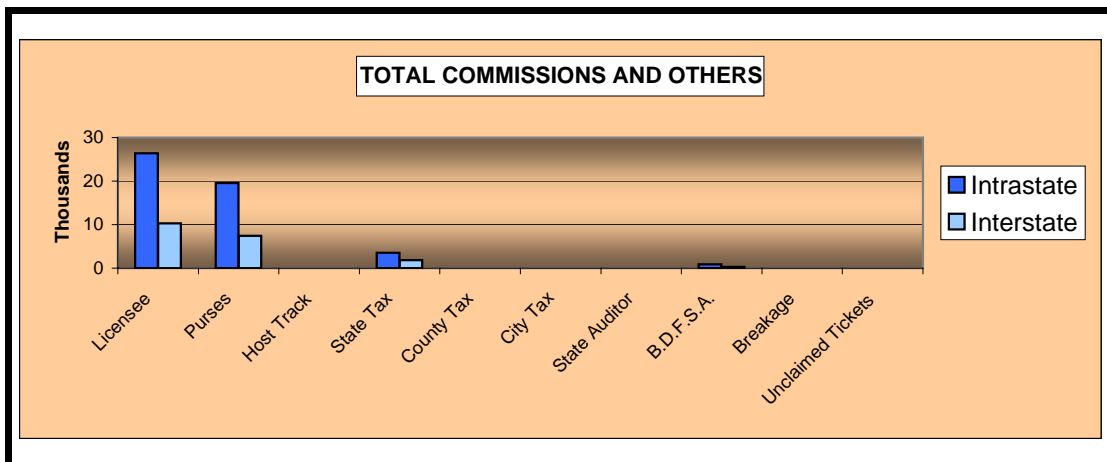 TOTAL COMMISSIONS AND OTHERS
Thousands
30
20
10
0
Licensee
Purses
Host Track
State Tax
County Tax
City Tax
State Auditor
B.D.F.S.A.
Breakage
Unclaimed Tickets
Intrastate
Interstate